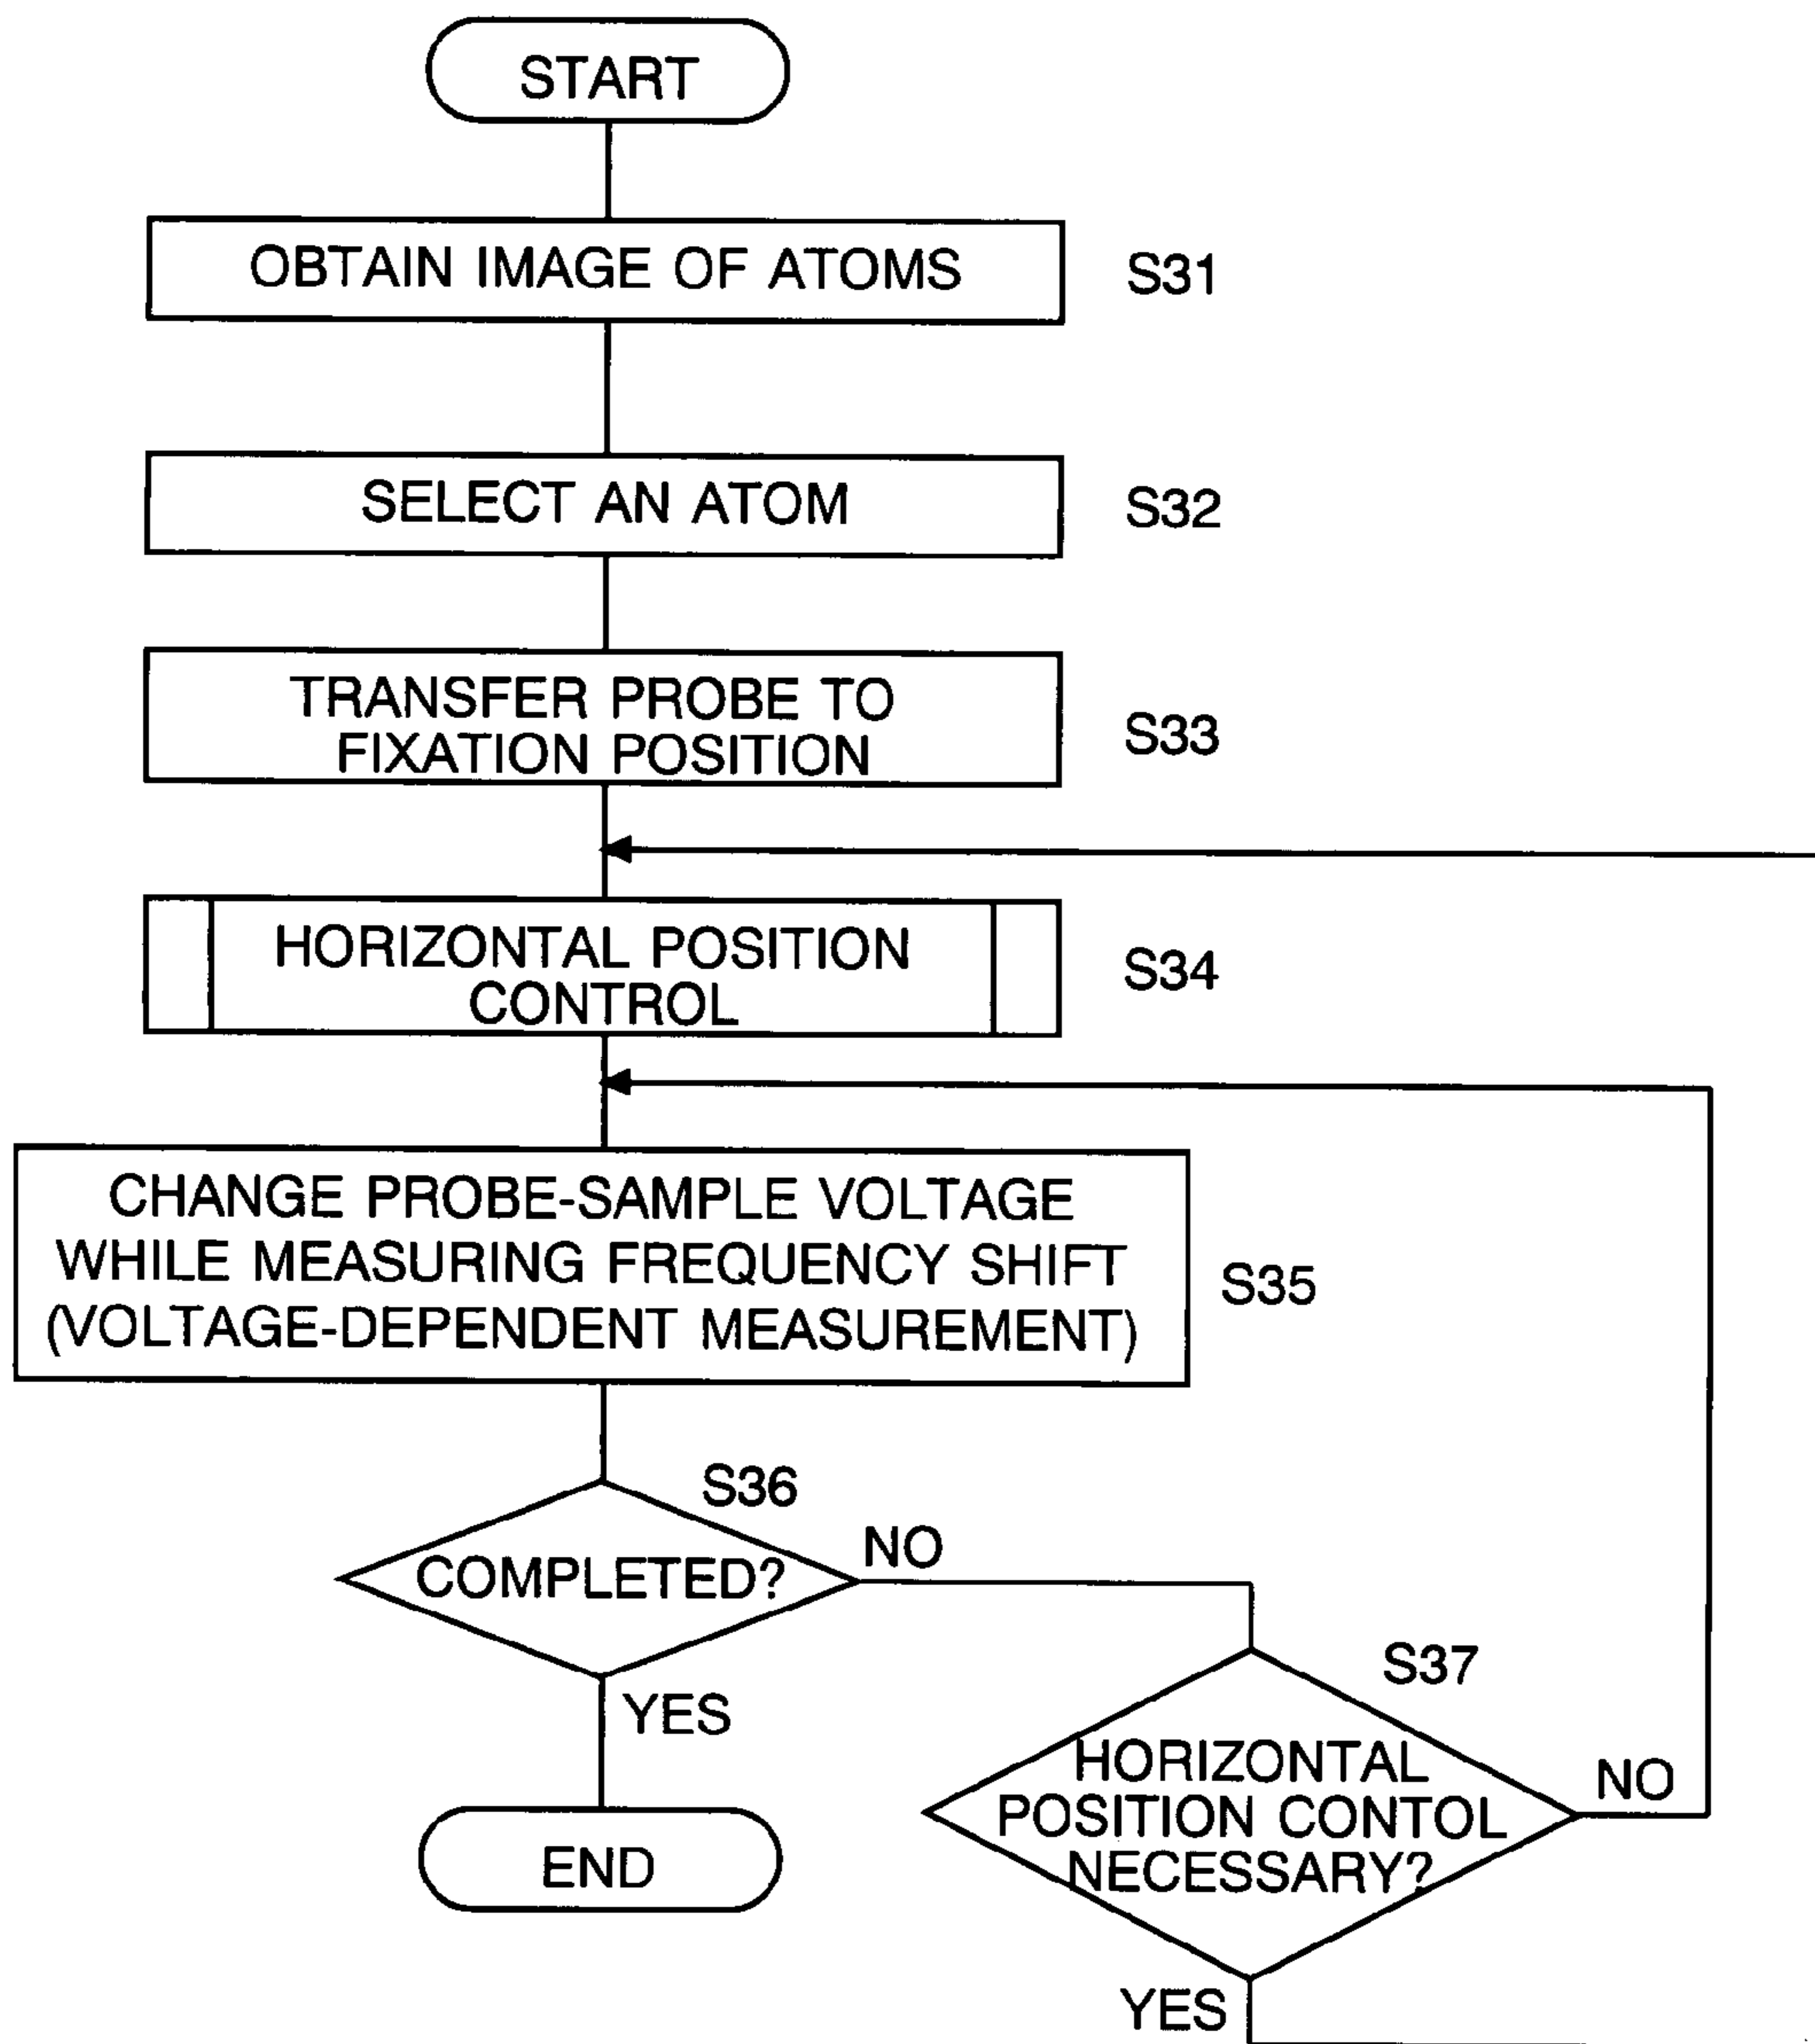 START
OBTAIN IMAGE OF ATOMS
S31
SELECT AN ATOM
S32
TRANSFER PROBE TO
FIXATION POSITION
S33
HORIZONTAL POSITION
CONTROL
S34
CHANGE PROBE-SAMPLE VOLTAGE
WHILE MEASURING FREQUENCY SHIFT
(VOLTAGE-DEPENDENT MEASUREMENT)
S35
S36
COMPLETED?
NO
YES
END
S37
HORIZONTAL
POSITION CONTOL
NECESSARY?
NO
YES